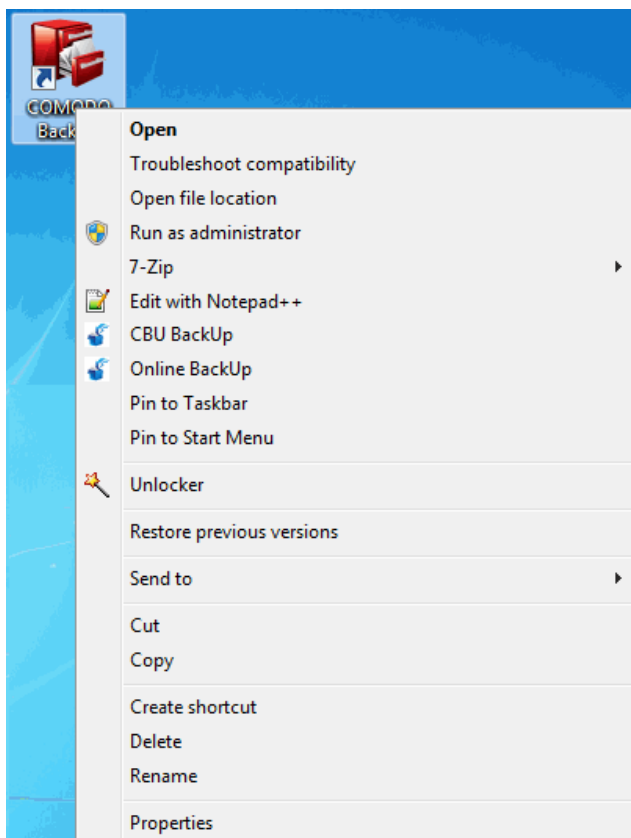 COMODO
Back
Open
Troubleshoot compatibility
Open file location
Run as administrator
7-Zip
Edit with Notepad++
CBU BackUp
Online BackUp
Pin to Taskbar
Pin to Start Menu
Unlocker
Restore previous versions
Send to
Cut
Copy
Create shortcut
Delete
Rename
Properties